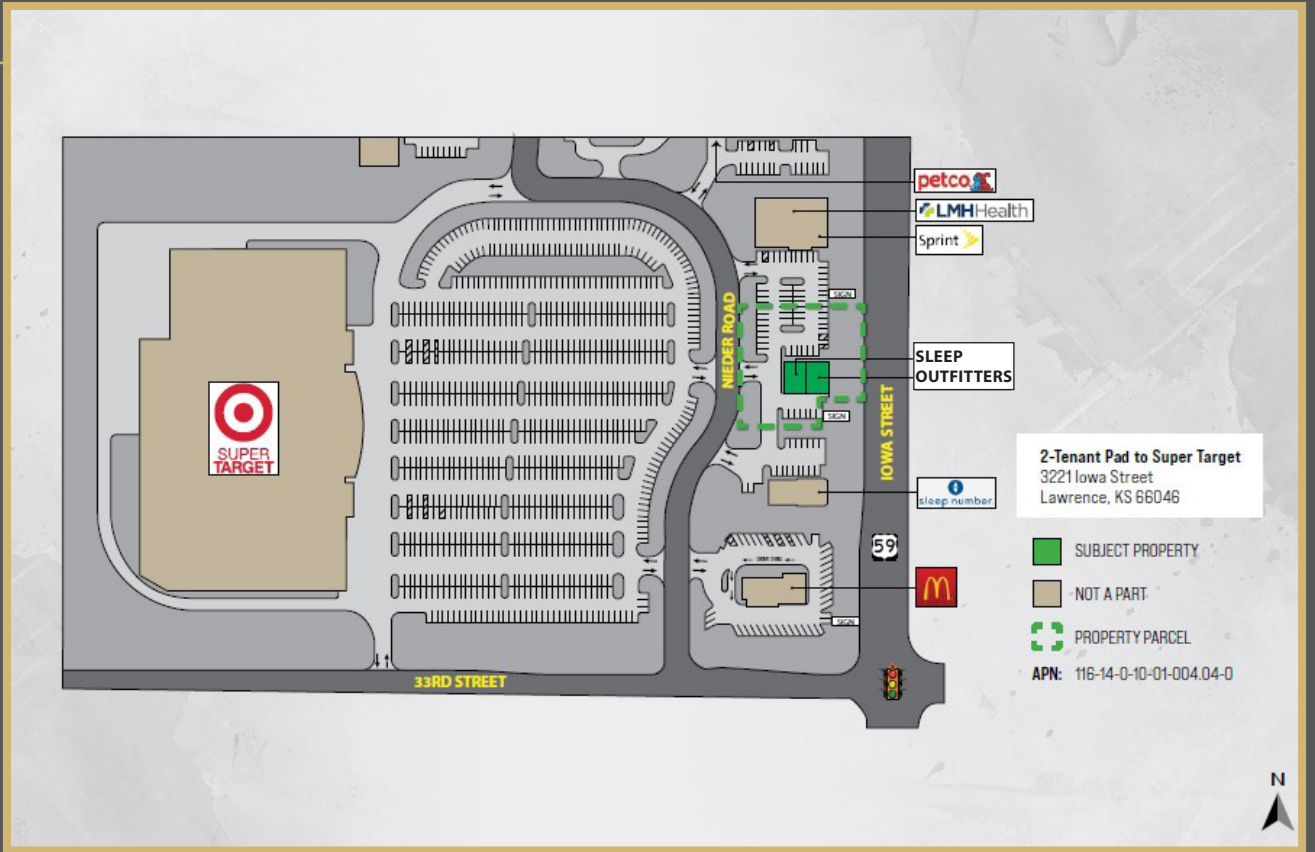 petco
LMHHealth
Sprint
SIGN
NIEDER ROAD
SLEEP
OUTFITTERS
SIGN
IOWA STREET
SUPER
TARGET
2-Tenant Pad to Super Target
3221 Iowa Street
Lawrence, KS 66046
sleep number.
59
SUBJECT PROPERTY
NOT A PART
PROPERTY PARCEL
SIGN
APN: 116-14-0-10-01-004.04-0
33RD STREET
N